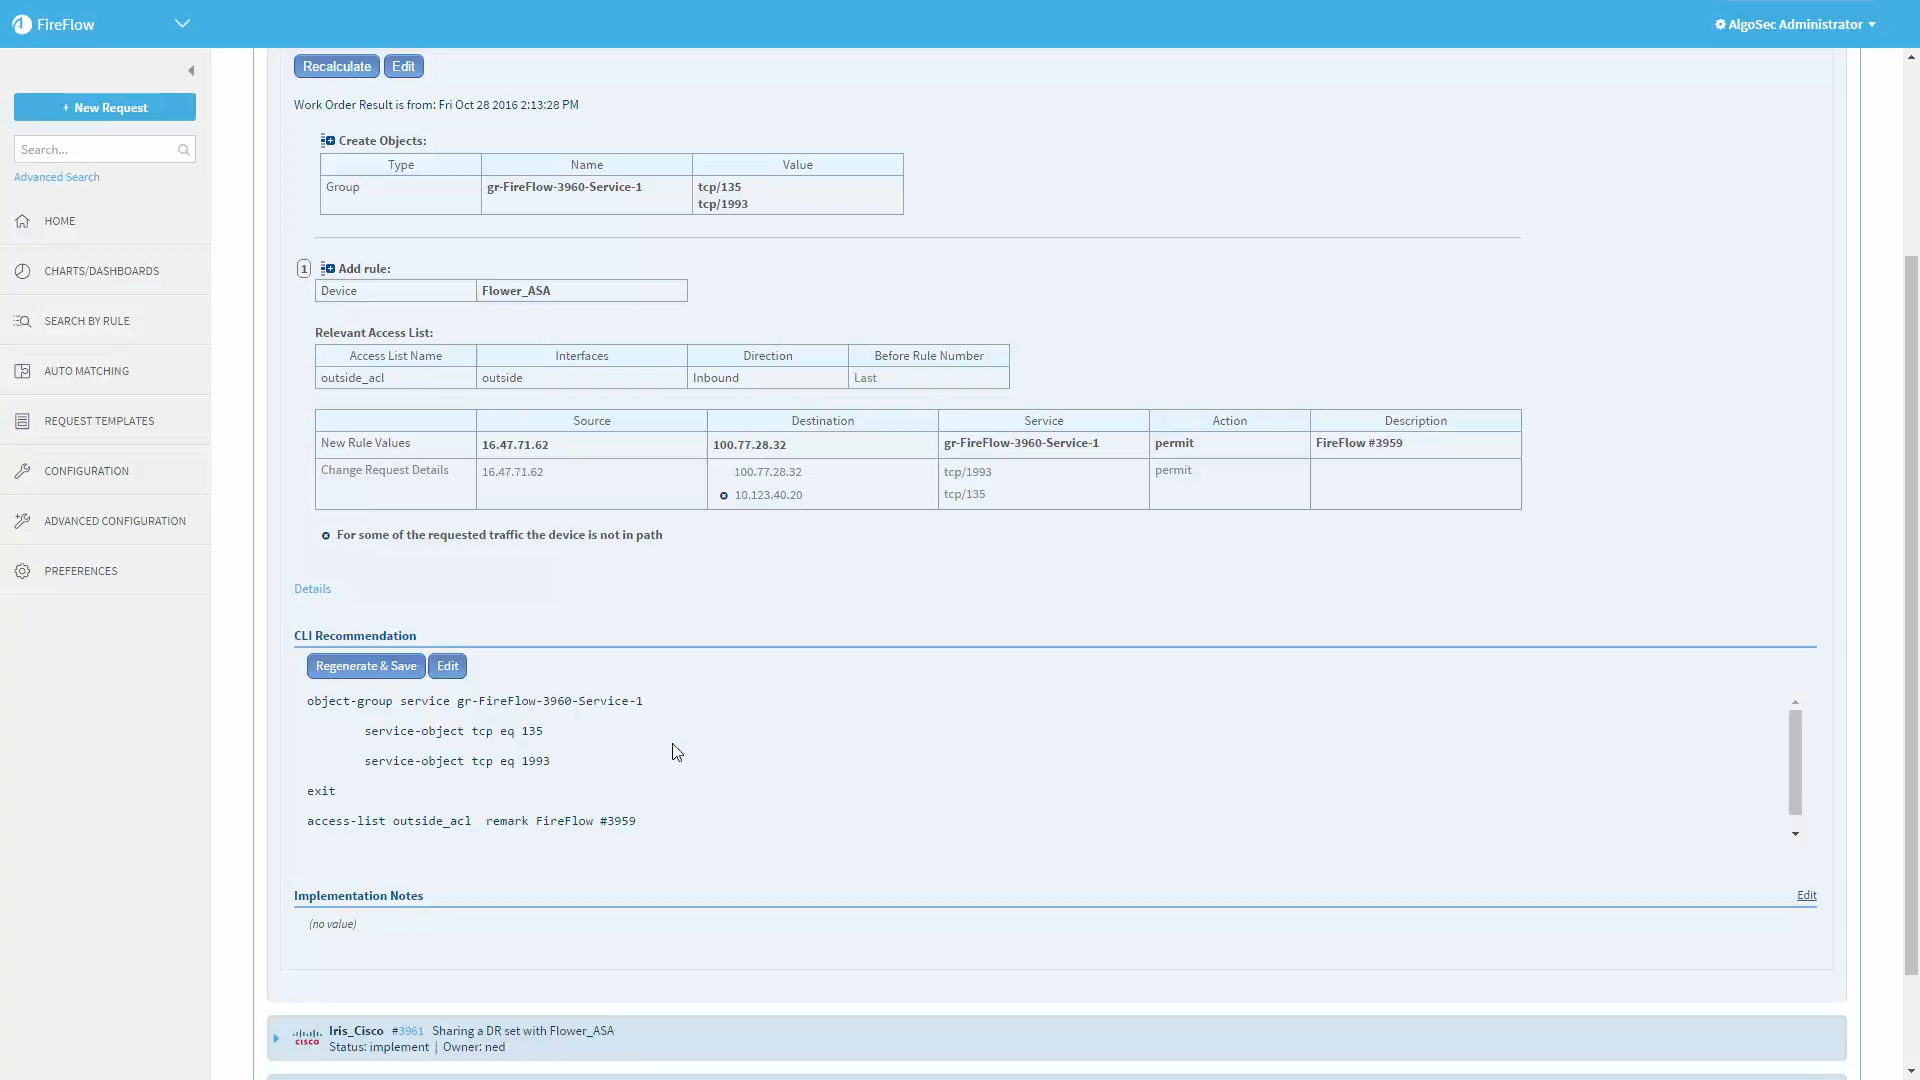 FireFlow
AlgoSec Administrator
+ New Request
Search...
Advanced Search
HOME
CHARTS/DASHBOARDS
SEARCH BY RULE
AUTO MATCHING
REQUEST TEMPLATES
CONFIGURATION
ADVANCED CONFIGURATION
PREFERENCES
Recalculate Edit
Work Order Result is from: Fri Oct 28 2016 2:13:28 PM
Create Objects:
Type Name Value
Group gr-FireFlow-3960-Service-1 tcp/135
tcp/1993
1 Add rule:
Device Flower_ASA
Relevant Access List:
Access List Name Interfaces Direction Before Rule Number
outside_acl outside Inbound Last
Source Destination Service Action Description
New Rule Values 16.47.71.62 100.77.28.32 gr-FireFlow-3960-Service-1 permit FireFlow #3959
Change Request Details 16.47.71.62 100.77.28.32 tcp/1993 permit
10.123.40.20 tcp/135
For some of the requested traffic the device is not in path
Details
CLI Recommendation
Regenerate & Save Edit
object-group service gr-FireFlow-3960-Service-1
service-object tcp eq 135
service-object tcp eq 1993
exit
access-list outside_acl  remark FireFlow #3959
Implementation Notes Edit
(no value)
CISCO Iris_Cisco #3961 Sharing a DR set with Flower_ASA
Status: implement | Owner: ned